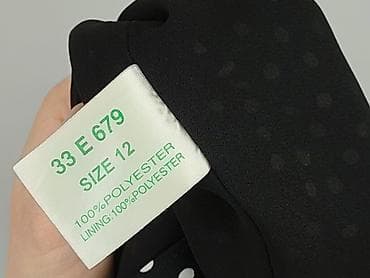 33 E 679
SIZE 12
100%POLYESTER
LINING:100%POLYESTER